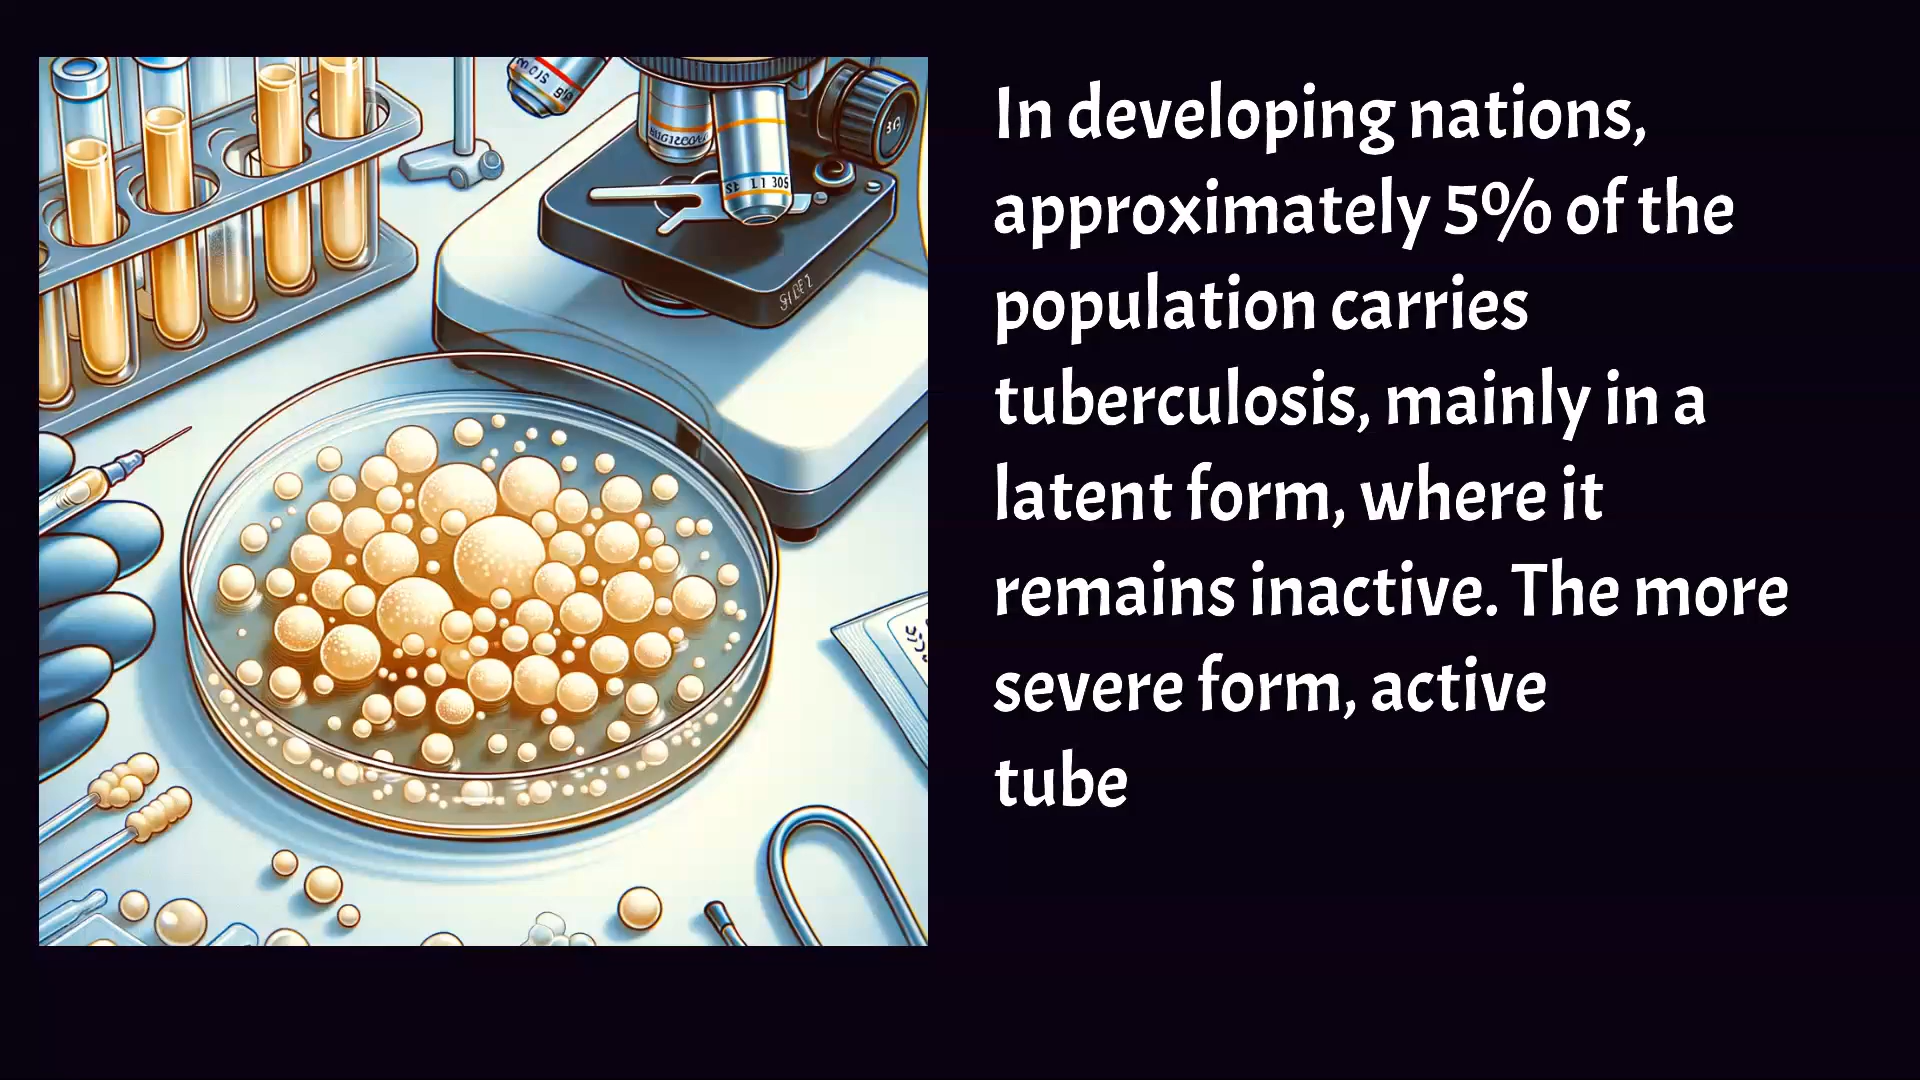 In developing nations,
approximately 5% of the
population carries
tuberculosis, mainly in a
latent form, where it
remains inactive. The more
severe form, active
tube